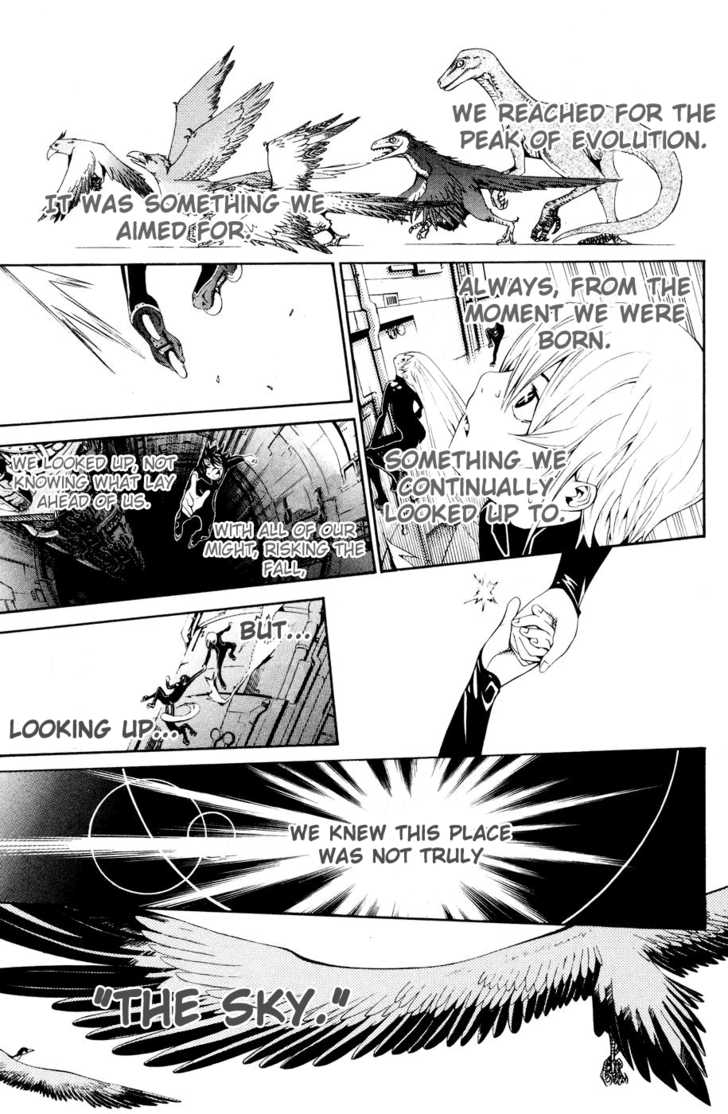 WE REACHED FOR THE
PEAK OF EVOLUTION.
IT WAS SOMETHING WE
AIMED FOR.
ALWAYS, FROM THE
MOMENT WE WERE
BORN.
SOMETHING WE
CONTINUALLY
LOOKED UP TO.
WE LOOKED UP, NOT
KNOWING WHAT LAY
AHEAD OF US.
WITH ALL OF OUR
MIGHT, RISKING THE
FALL,
BUT...
LOOKING UP...
WE KNEW THIS PLACE
WAS NOT TRULY
"THE SKY."